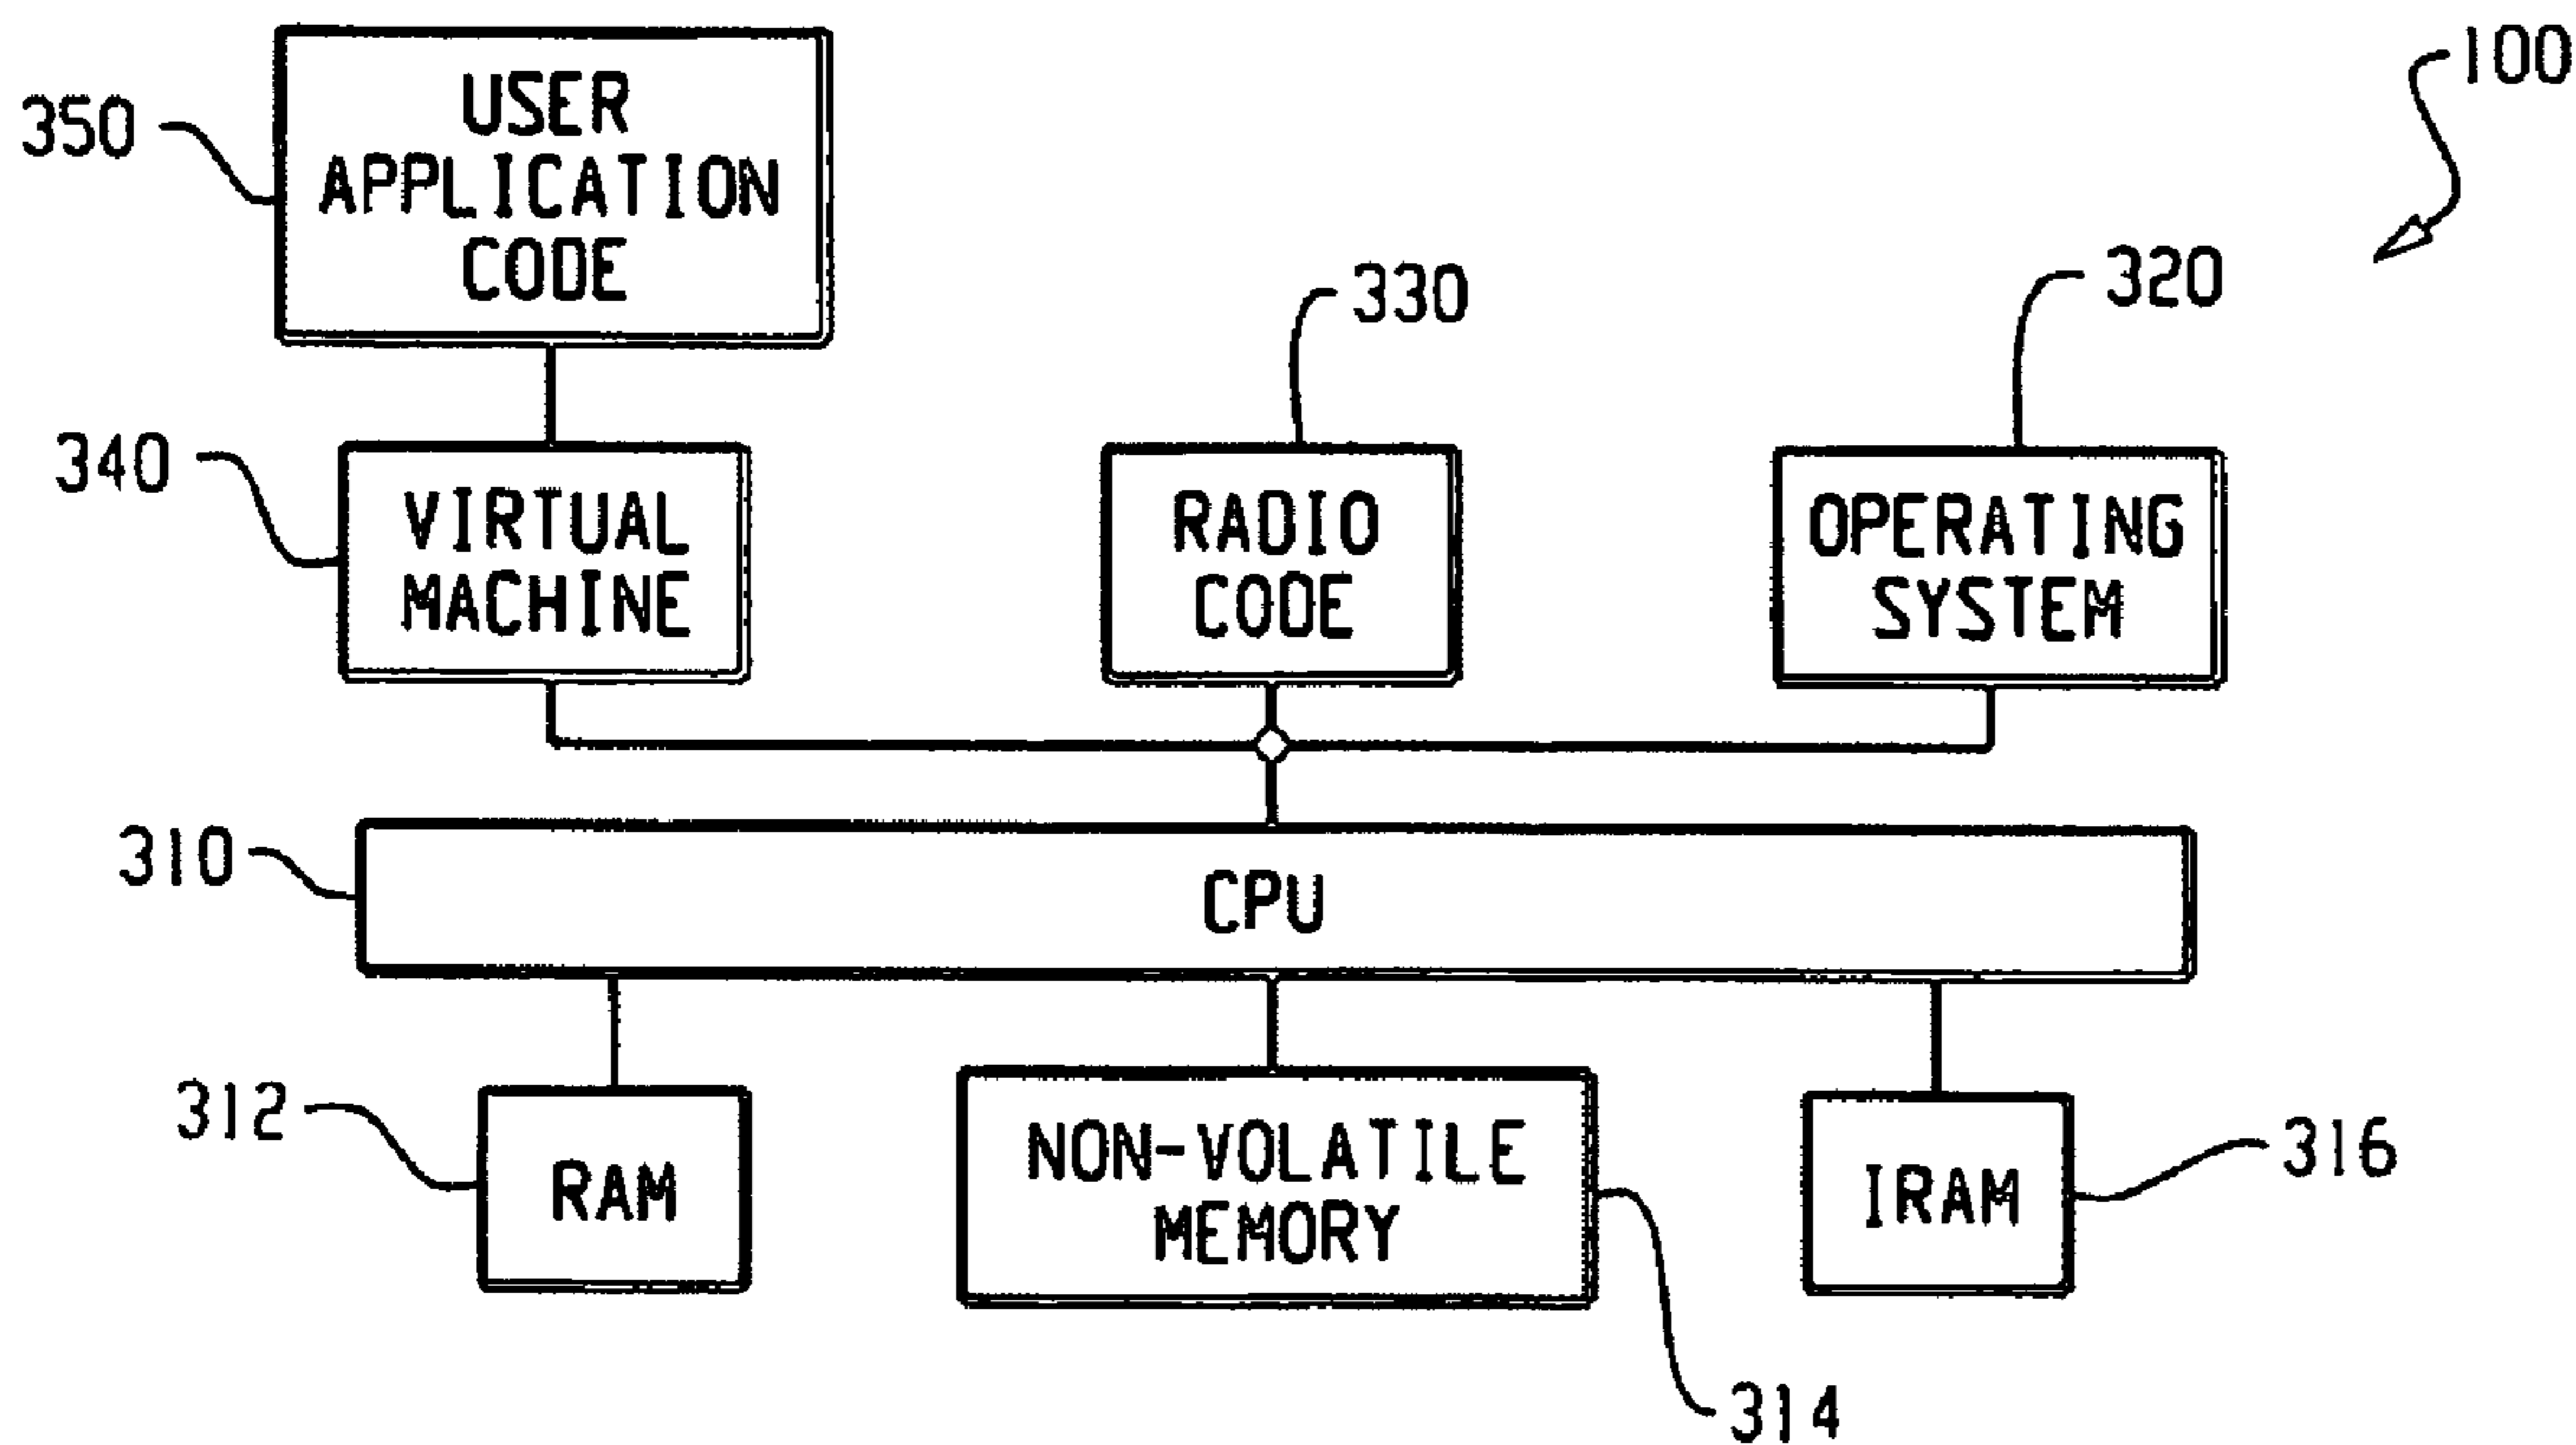 100
350
USER
APPLICATION
CODE
330
320
340
VIRTUAL
MACHINE
RADIO
CODE
OPERATING
SYSTEM
310
CPU
312
RAM
NON-VOLATILE
MEMORY
IRAM
316
314